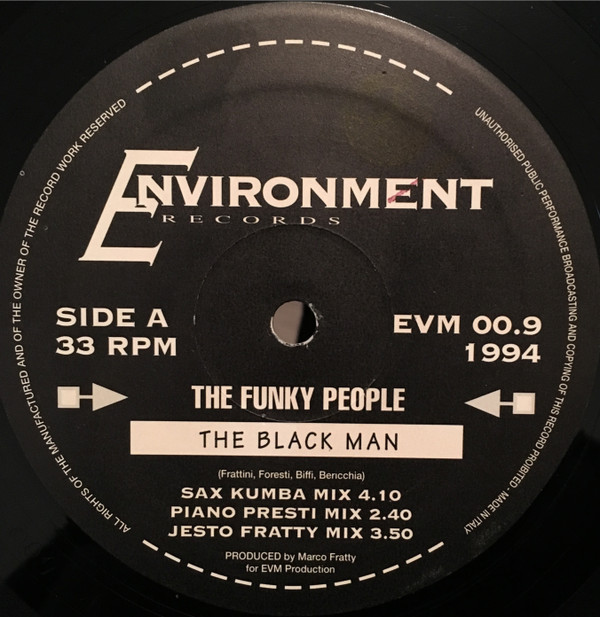 ENVIRONMENT
RECORDS
ALL RIGHTS OF THE MANUFACTURED AND OF THE OWNER OF THE RECORD WORK RESERVED
UNAUTHORISED PUBLIC PERFORMANCE BROADCASTING AND COPYING OF THIS RECORD PROIBITED - MADE IN ITALY
SIDE A
33 RPM
EVM 00.9
1994
THE FUNKY PEOPLE
THE BLACK MAN
(Frattini, Foresti, Biffi, Bericchia)
SAX KUMBA MIX 4.10
PIANO PRESTI MIX 2.40
JESTO FRATTY MIX 3.50
PRODUCED by Marco Fratty
for EVM Production